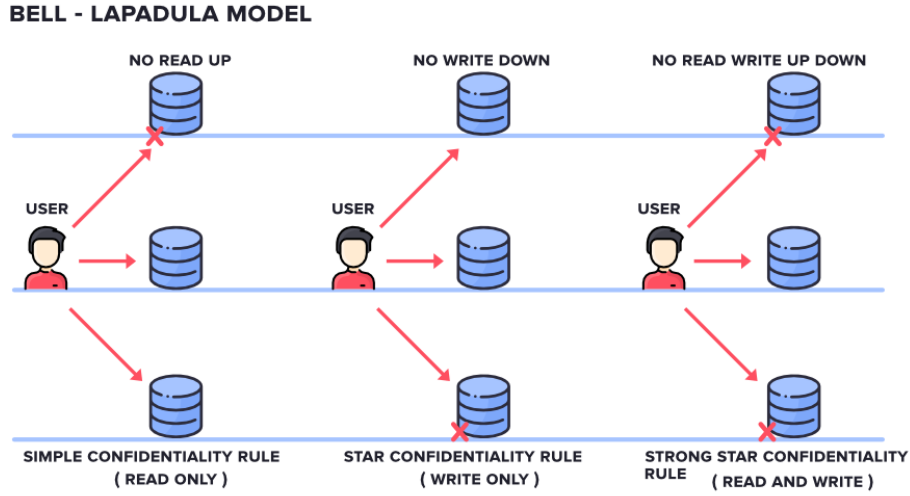 BELL - LAPADULA MODEL
NO READ UP
NO WRITE DOWN
NO READ WRITE UP DOWN
USER
USER
USER
SIMPLE CONFIDENTIALITY RULE
( READ ONLY )
STAR CONFIDENTIALITY RULE
( WRITE ONLY )
STRONG STAR CONFIDENTIALITY
RULE
( READ AND WRITE )